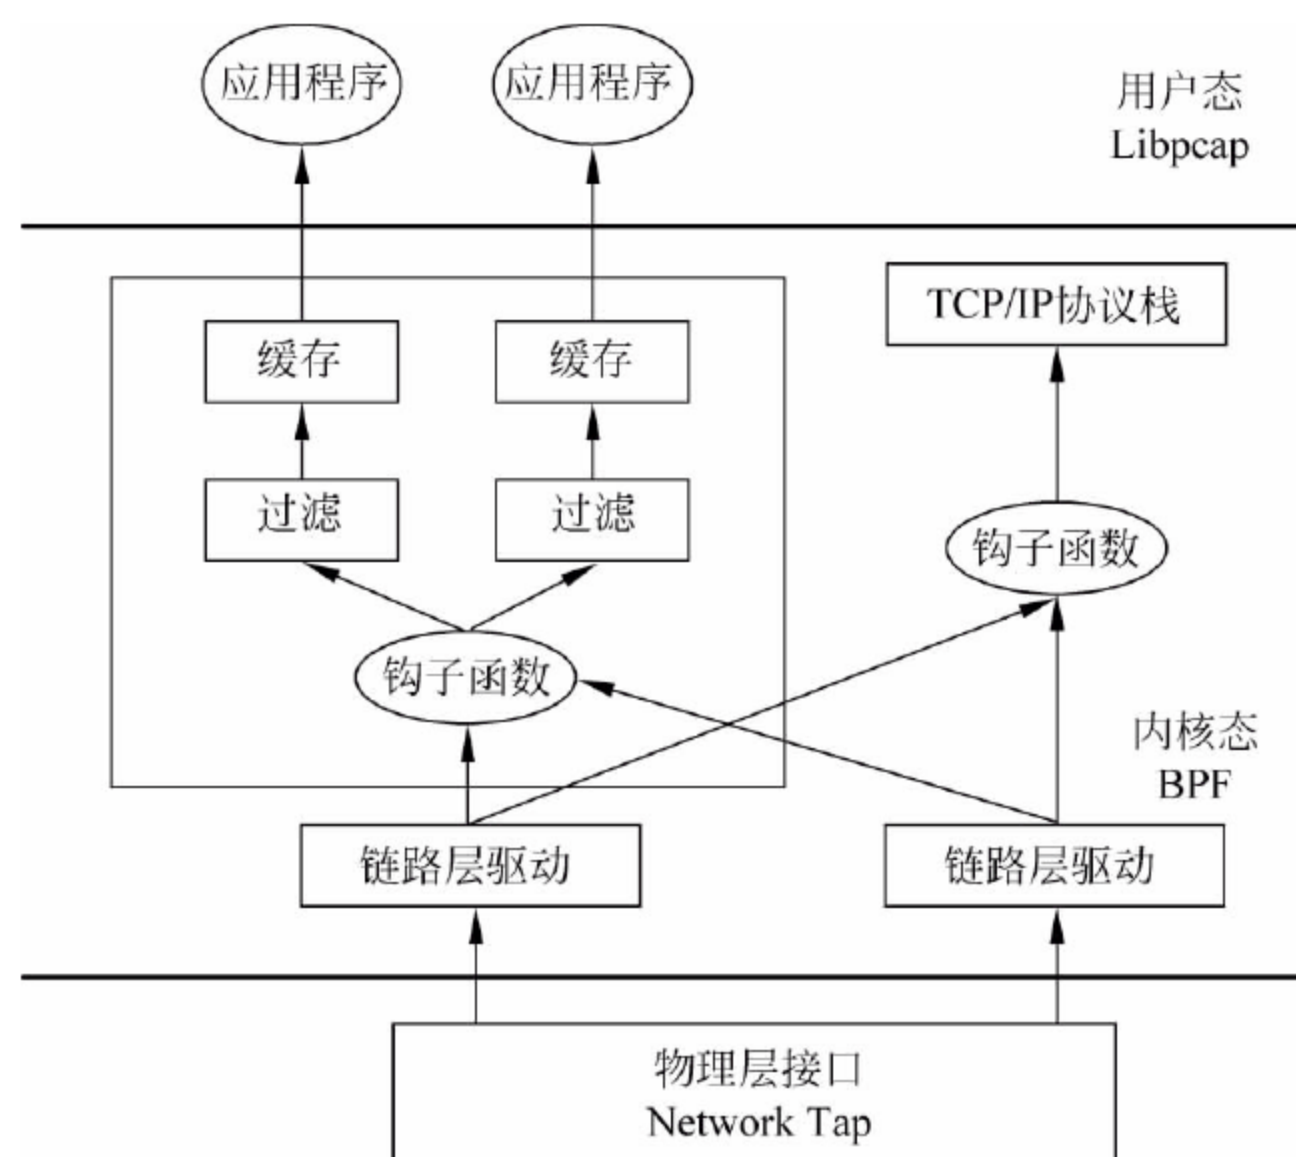 应用程序
应用程序
用户态
Libpcap
TCP/IP协议栈
缓存
缓存
过滤
过滤
钩子函数
钩子函数
内核态
BPF
链路层驱动
链路层驱动
物理层接口
Network Tap